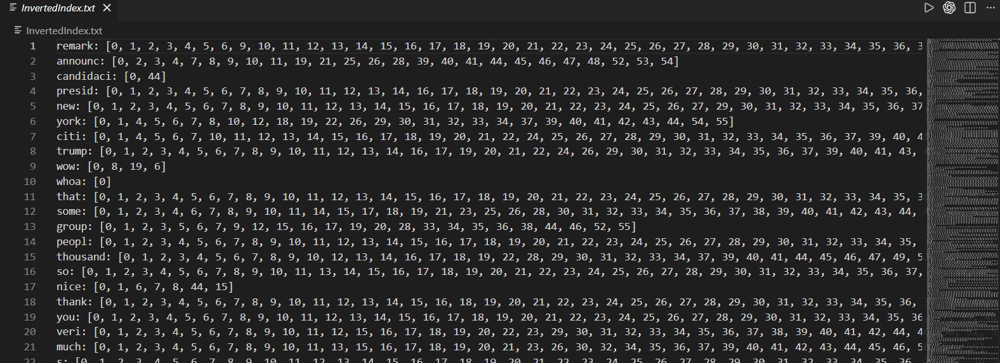 InvertedIndex.txt
InvertedIndex.txt
1 remark: [0, 1, 2, 3, 4, 5, 6, 9, 10, 11, 12, 13, 14, 15, 16, 17, 18, 19, 20, 21, 22, 23, 24, 25, 26, 27, 28, 29, 30, 31, 32, 33, 34, 35, 36,
2 announc: [0, 2, 3, 4, 7, 8, 9, 10, 11, 19, 21, 25, 26, 28, 39, 40, 41, 44, 45, 46, 47, 48, 52, 53, 54]
3 candidaci: [0, 44]
4 presid: [0, 1, 2, 3, 4, 5, 6, 7, 8, 9, 10, 11, 12, 13, 14, 16, 17, 18, 19, 20, 21, 22, 23, 24, 25, 26, 27, 28, 29, 30, 31, 32, 33, 34, 35, 36,
5 new: [0, 1, 2, 3, 4, 5, 6, 7, 8, 9, 10, 11, 12, 13, 14, 15, 16, 17, 18, 19, 20, 21, 22, 23, 24, 25, 26, 27, 29, 30, 31, 32, 33, 34, 35, 36, 37
6 york: [0, 1, 4, 5, 6, 7, 8, 10, 12, 18, 19, 22, 26, 29, 30, 31, 32, 33, 34, 37, 39, 40, 41, 42, 43, 44, 54, 55]
7 citi: [0, 1, 4, 5, 6, 7, 10, 11, 12, 13, 14, 15, 16, 17, 18, 19, 20, 21, 22, 24, 25, 26, 27, 28, 29, 30, 31, 32, 33, 34, 35, 36, 37, 39, 40,
8 trump: [0, 1, 2, 3, 4, 5, 6, 7, 8, 9, 10, 11, 12, 13, 14, 16, 17, 19, 20, 21, 22, 24, 26, 29, 30, 31, 32, 33, 34, 35, 36, 37, 39, 40, 41, 43,
9 wow: [0, 8, 19, 6]
10 whoa: [0]
11 that: [0, 1, 2, 3, 4, 5, 6, 7, 8, 9, 10, 11, 12, 13, 14, 15, 16, 17, 18, 19, 20, 21, 22, 23, 24, 25, 26, 27, 28, 29, 30, 31, 32, 33, 34, 35,
12 some: [0, 1, 2, 3, 4, 6, 7, 8, 9, 10, 11, 14, 15, 17, 18, 19, 21, 23, 25, 26, 28, 30, 31, 32, 33, 34, 35, 36, 37, 38, 39, 40, 41, 42, 43, 44,
13 group: [0, 1, 2, 3, 5, 6, 7, 9, 12, 15, 16, 17, 19, 20, 28, 33, 34, 35, 36, 38, 44, 46, 52, 55]
14 peopl: [0, 1, 2, 3, 4, 5, 6, 7, 8, 9, 10, 11, 12, 13, 14, 15, 16, 17, 18, 19, 20, 21, 22, 23, 24, 25, 26, 27, 28, 29, 30, 31, 32, 33, 34, 35,
15 thousand: [0, 1, 2, 3, 4, 5, 6, 7, 8, 9, 10, 12, 13, 14, 16, 17, 18, 19, 22, 28, 29, 30, 31, 32, 33, 34, 37, 39, 40, 41, 44, 45, 46, 47, 49,
16 so: [0, 1, 2, 3, 4, 5, 6, 7, 8, 9, 10, 11, 13, 14, 15, 16, 17, 18, 19, 20, 21, 22, 23, 24, 25, 26, 27, 28, 29, 30, 31, 32, 33, 34, 35, 36, 37,
17 nice: [0, 1, 6, 7, 8, 44, 15]
18 thank: [0, 1, 2, 3, 4, 5, 6, 7, 8, 9, 10, 11, 12, 13, 14, 15, 16, 18, 19, 20, 21, 22, 23, 24, 25, 26, 27, 28, 29, 30, 31, 32, 33, 34, 35, 36,
19 you: [0, 1, 2, 3, 4, 5, 6, 7, 8, 9, 10, 11, 12, 13, 14, 15, 16, 17, 18, 19, 20, 21, 22, 23, 24, 25, 26, 27, 28, 29, 30, 31, 32, 33, 34, 35, 36
20 veri: [0, 1, 2, 3, 4, 5, 6, 7, 8, 9, 10, 11, 12, 15, 16, 17, 18, 19, 20, 22, 23, 29, 30, 31, 32, 33, 34, 35, 36, 37, 38, 39, 40, 41, 42, 44,
21 much: [0, 1, 2, 3, 4, 5, 6, 7, 8, 9, 10, 11, 13, 15, 16, 17, 18, 19, 20, 21, 23, 26, 30, 32, 34, 35, 36, 37, 39, 40, 41, 42, 43, 44, 45, 46,
22 s: [0, 1, 2, 3, 4, 5, 6, 7, 8, 9, 10, 11, 12, 13, 14, 15, 16, 17, 18, 19, 20, 21, 22, 23, 24, 25, 26, 27, 28, 29, 30, 31, 32, 33, 34, 35, 36